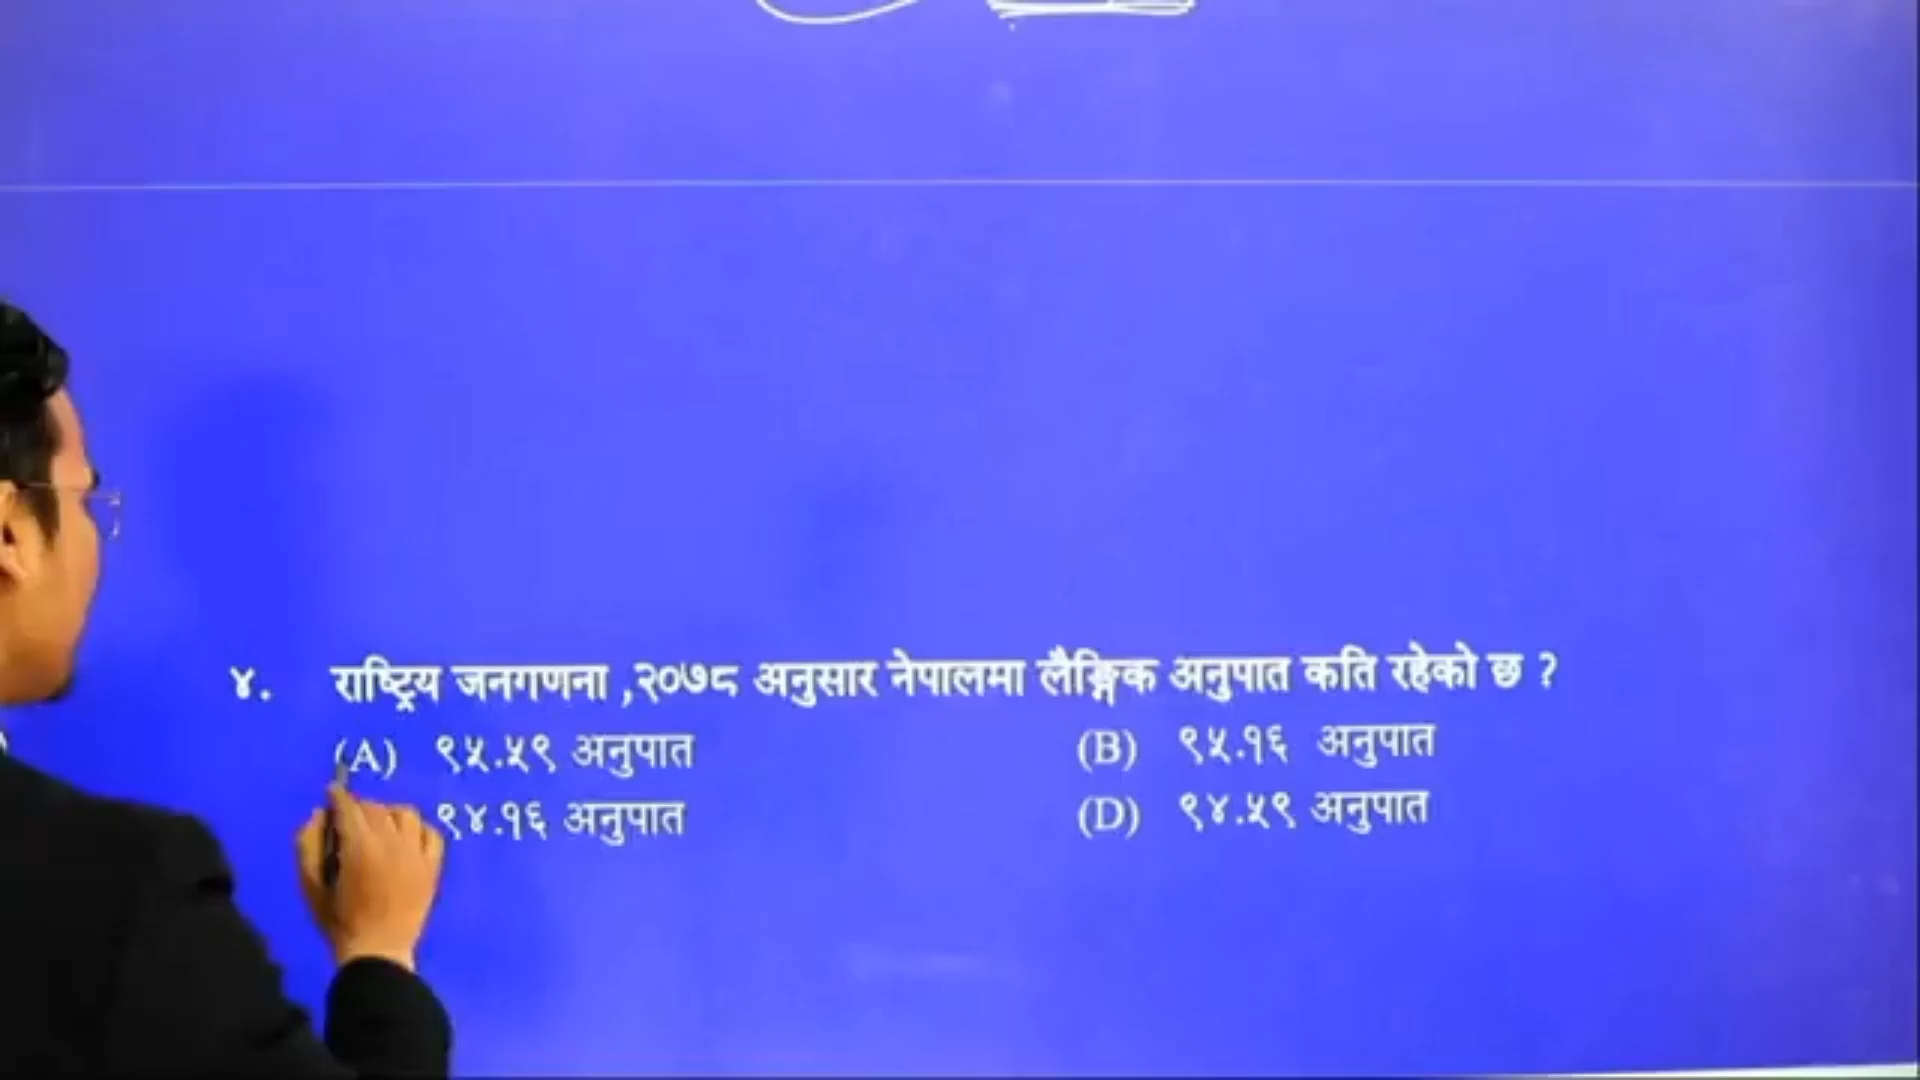 ४. राष्ट्रिय जनगणना ,२०७८ अनुसार नेपालमा लैङ्गिक अनुपात कति रहेको छ ?
(A) ९५.५९ अनुपात (B) ९५.१६ अनुपात
९४.१६ अनुपात (D) ९४.५९ अनुपात